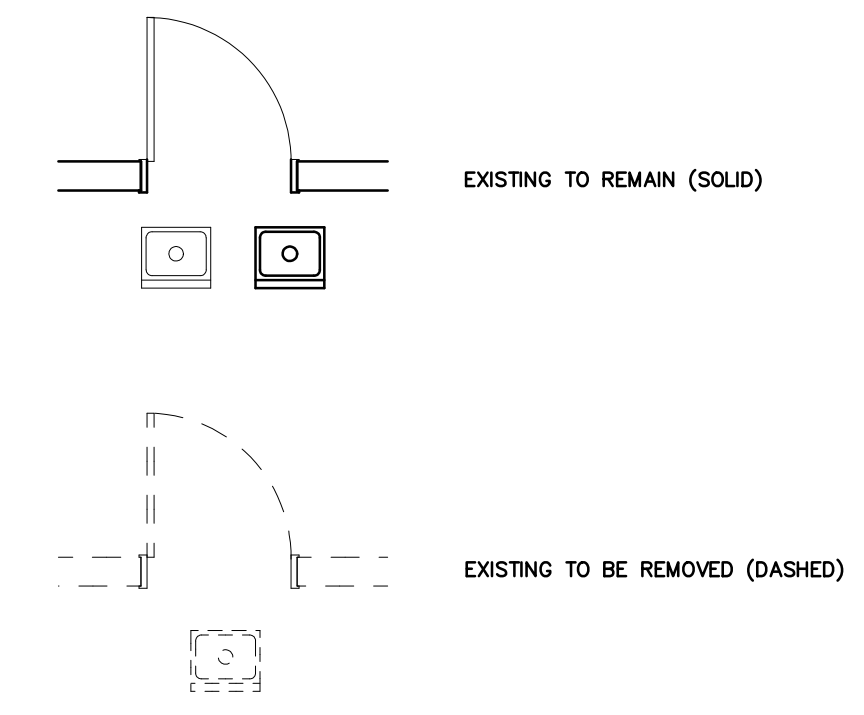 EXISTING TO REMAIN (SOLID)
EXISTING TO BE REMOVED (DASHED)